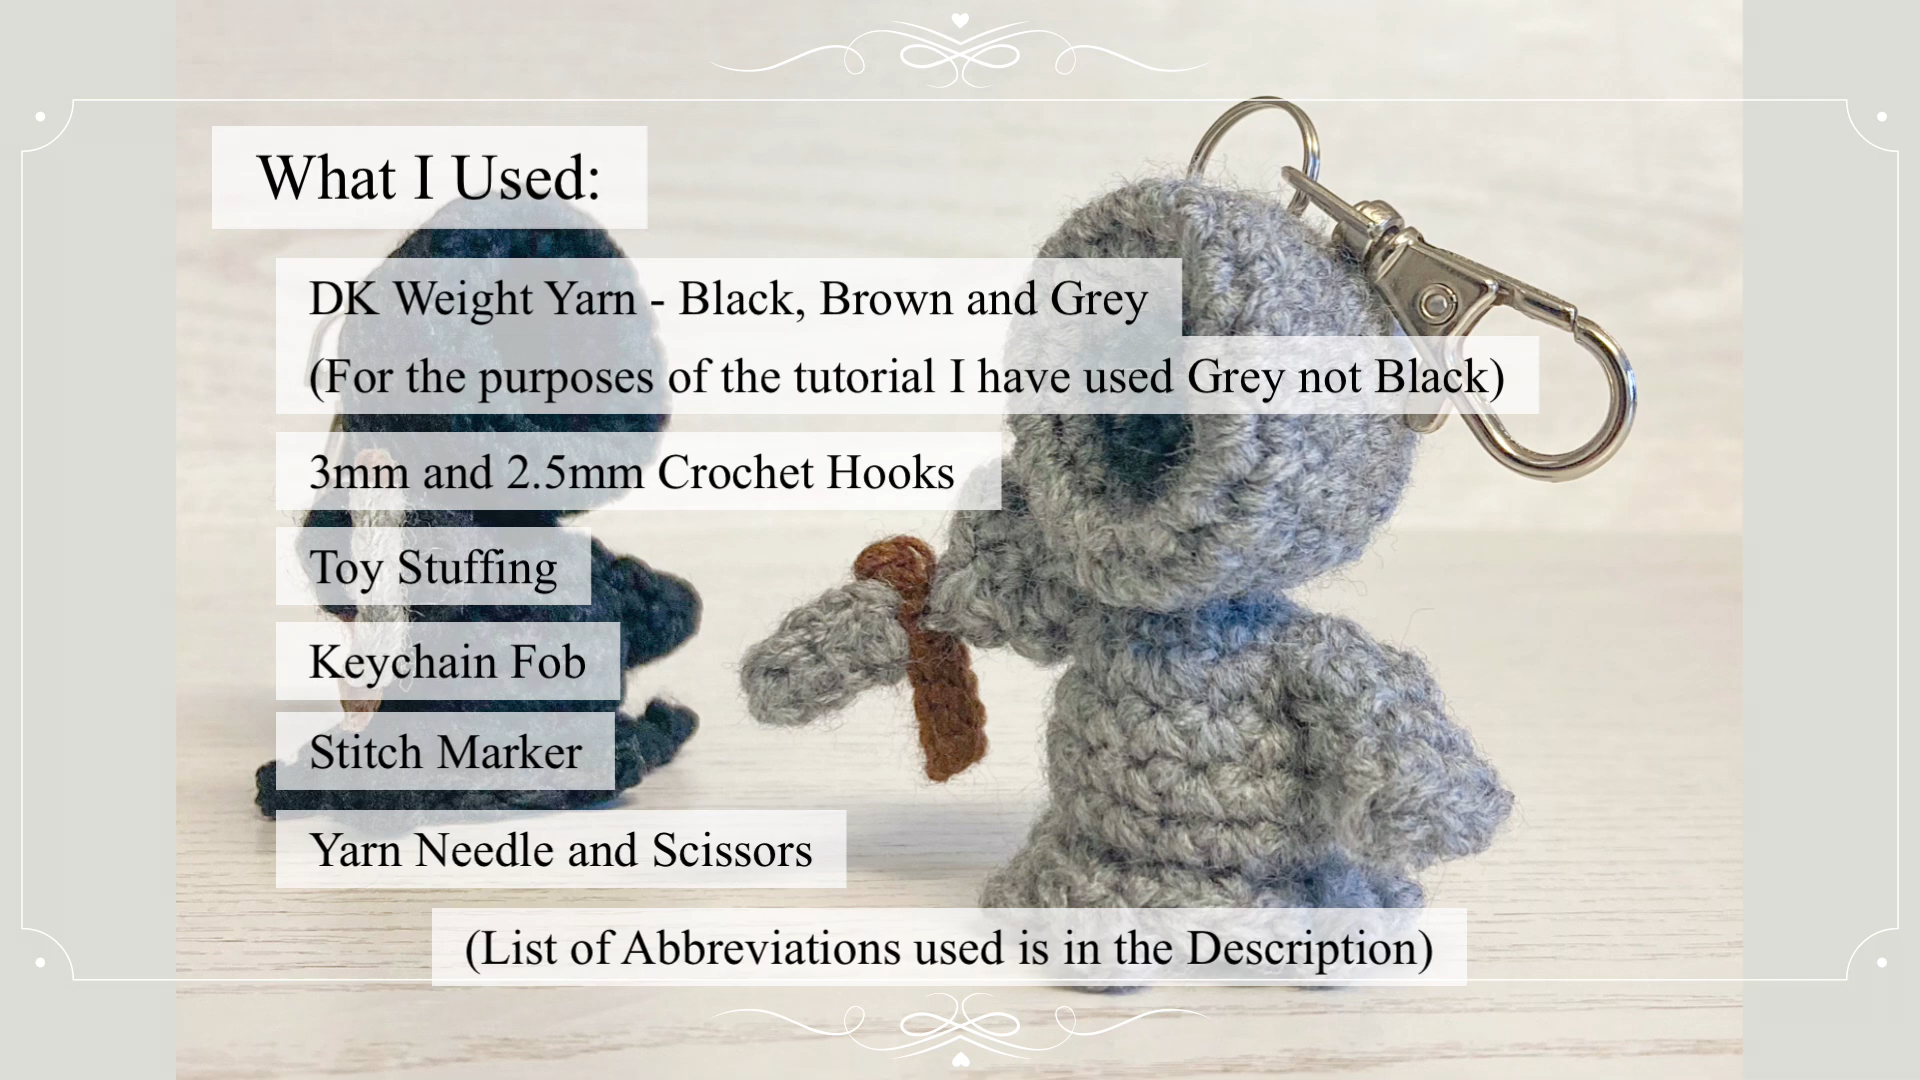 What I Used:
DK Weight Yarn - Black, Brown and Grey
(For the purposes of the tutorial I have used Grey not Black)
3mm and 2.5mm Crochet Hooks
Toy Stuffing
Keychain Fob
Stitch Marker
Yarn Needle and Scissors
(List of Abbreviations used is in the Description)